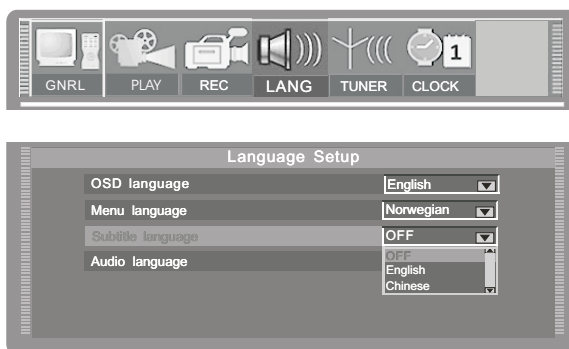 1
GNRL PLAY REC LANG TUNER CLOCK
Language Setup
OSD language English
Menu language Norwegian
Subtitle language OFF
OFF
Audio language
English
Chinese